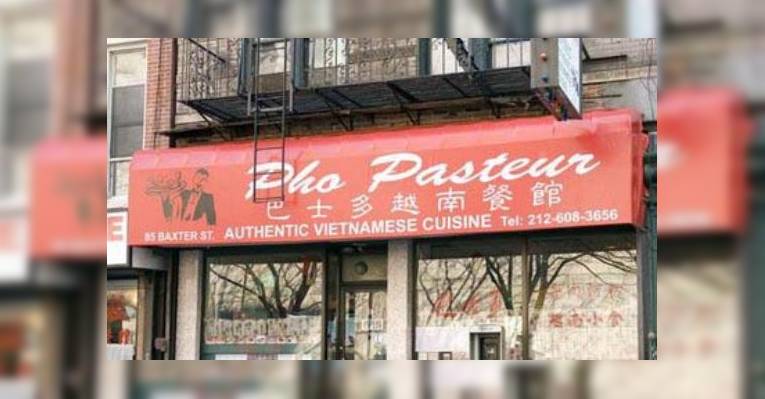 Pho Pasteur
巴士多越南餐館
85 BAXTER ST. AUTHENTIC VIETNAMESE CUISINE Tel: 212-608-3656
E